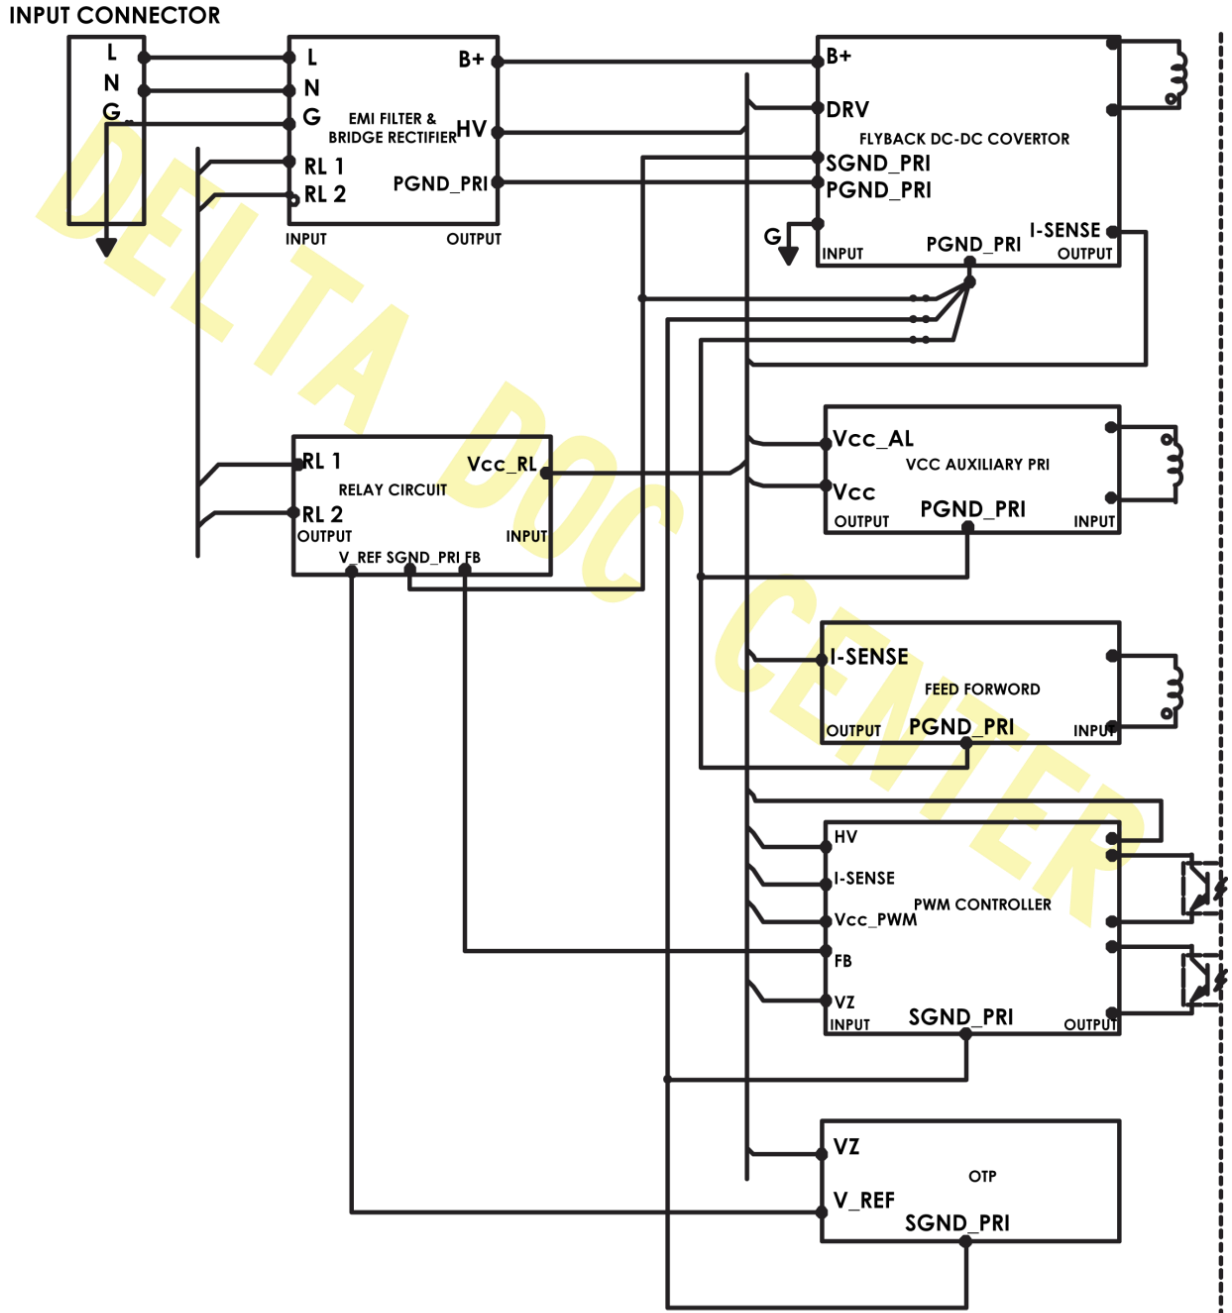 INPUT CONNECTOR
L
N
G
L
N
G
RL 1
RL 2
EMI FILTER &
BRIDGE RECTIFIER
B+
HV
PGND_PRI
INPUT
OUTPUT
B+
DRV
FLYBACK DC-DC COVERTOR
SGND_PRI
PGND_PRI
G
INPUT
PGND_PRI
I-SENSE
OUTPUT
RL 1
RELAY CIRCUIT
Vcc_RL
RL 2
OUTPUT
INPUT
V_REF SGND_PRI FB
Vcc_AL
VCC AUXILIARY PRI
Vcc
PGND_PRI
OUTPUT
INPUT
I-SENSE
FEED FORWORD
OUTPUT
PGND_PRI
INPUT
HV
I-SENSE
PWM CONTROLLER
Vcc_PWM
FB
VZ
INPUT
SGND_PRI
OUTPUT
VZ
OTP
V_REF
SGND_PRI
DELTA DOC CENTER